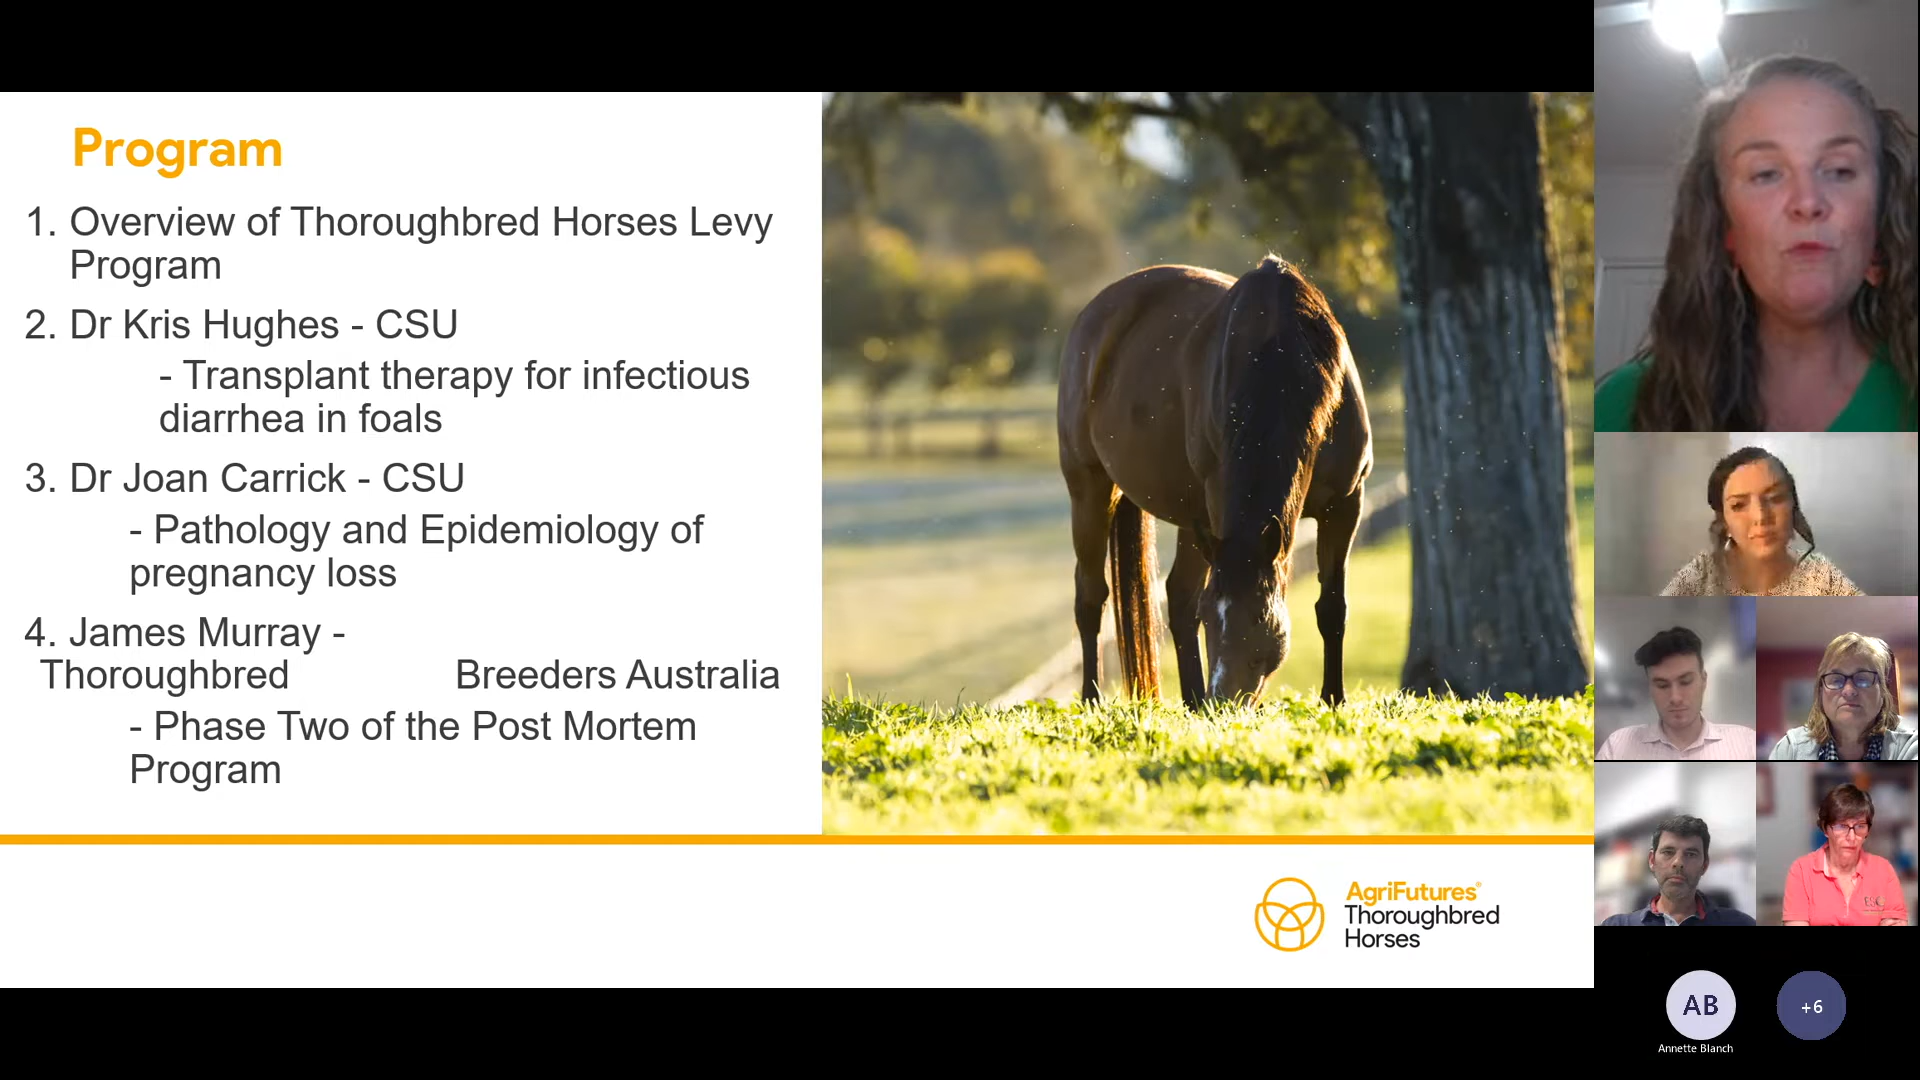 Program
1. Overview of Thoroughbred Horses Levy
Program
2. Dr Kris Hughes - CSU
- Transplant therapy for infectious
diarrhea in foals
3. Dr Joan Carrick - CSU
- Pathology and Epidemiology of
pregnancy loss
4. James Murray -
Thoroughbred Breeders Australia
- Phase Two of the Post Mortem
Program
AgriFutures®
Thoroughbred
Horses
AB
+6
Annette Blanch